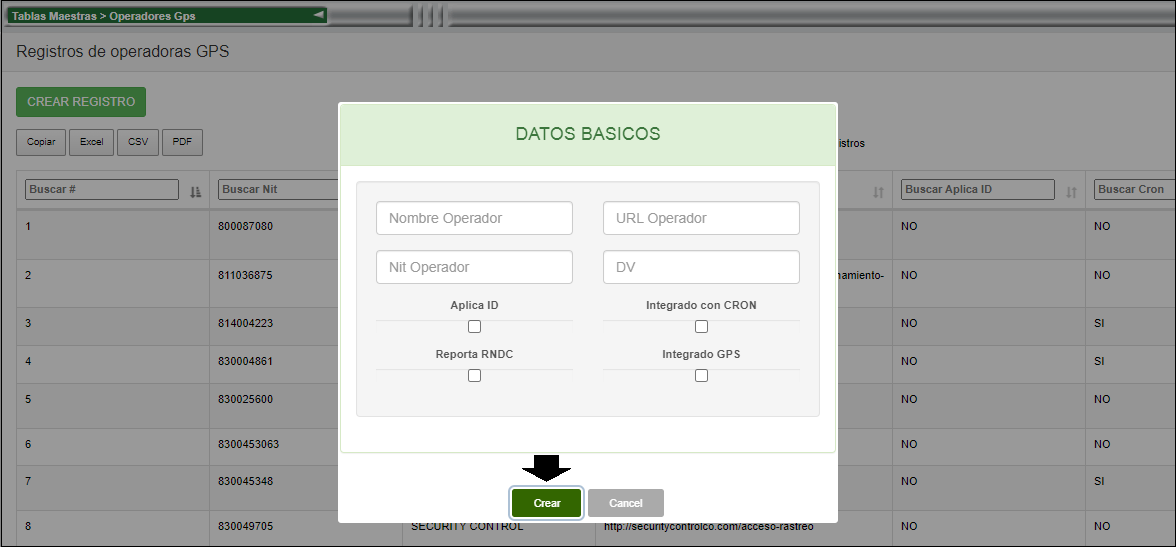 Tablas Maestras > Operadores Gps
Registros de operadoras GPS
CREAR REGISTRO
Copiar Excel CSV PDF
istros
Buscar # Buscar Nit Buscar Aplica ID Buscar Cron
1 800087080 NO NO
2 811036875 namiento- NO NO
3 814004223 NO SI
4 830004861 NO SI
5 830025600 NO NO
6 8300453063 NO NO
7 830045348 NO SI
8 830049705 SECURITY CONTROL http://securitycontrolco.com/acceso-rastreo NO NO
DATOS BASICOS
Nombre Operador URL Operador
Nit Operador DV
Aplica ID Integrado con CRON
Reporta RNDC Integrado GPS
Crear Cancel